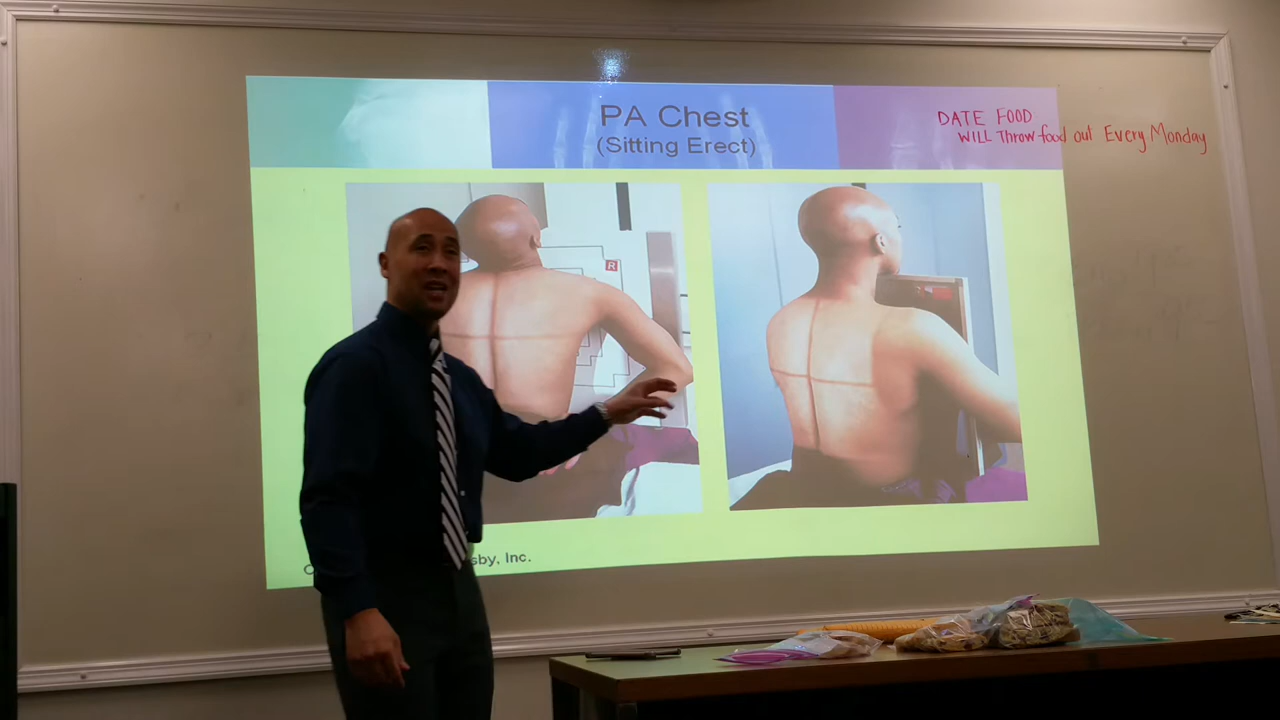 PA Chest
(Sitting Erect)
DATE FOOD
WILL Throw food out Every Monday
R
sby, Inc.